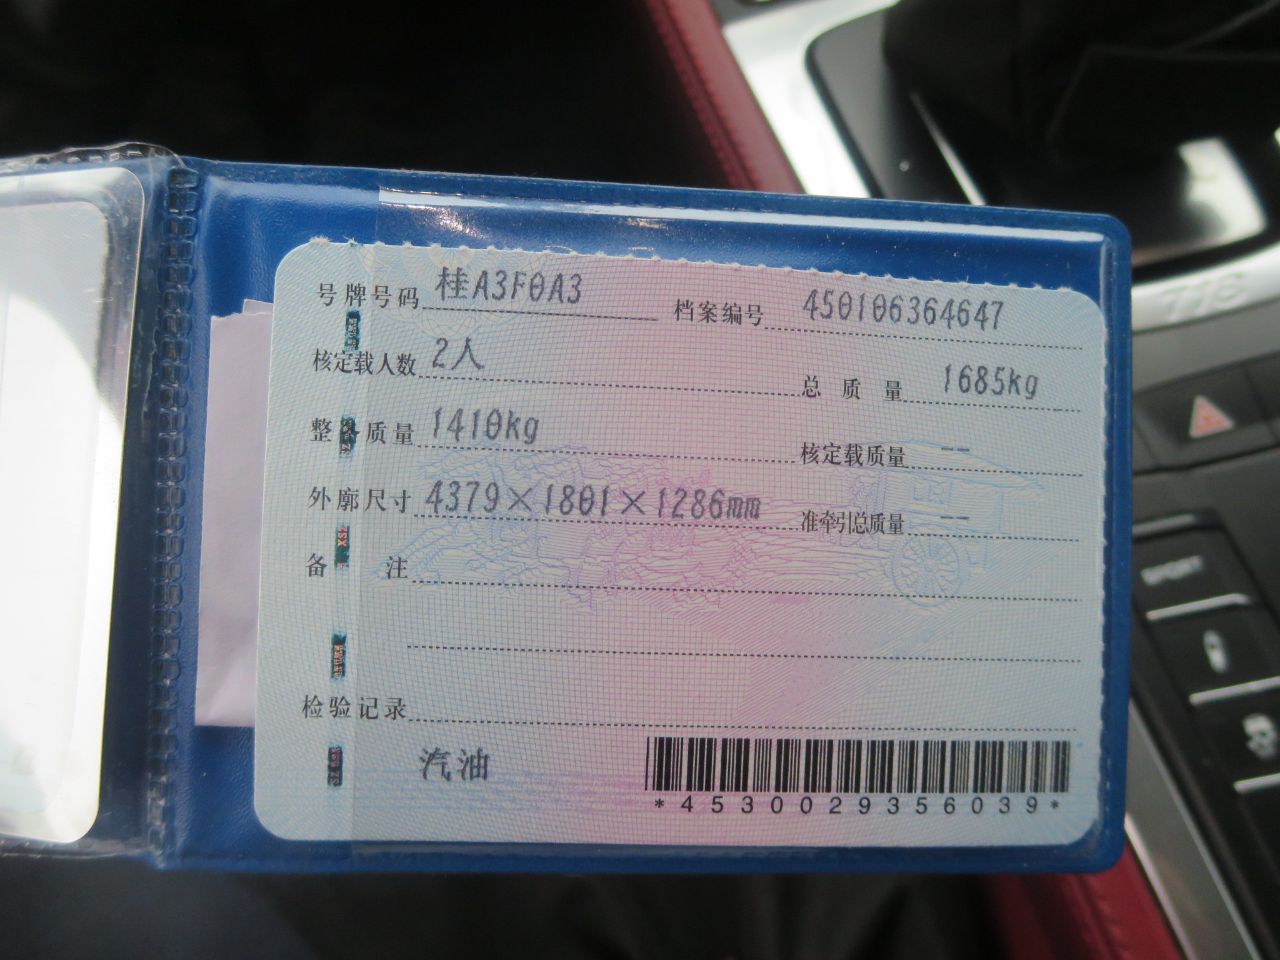 号牌号码 桂A3F0A3 档案编号 450106364647
核定载人数 2人 总质量 1685kg
整备质量 1410kg 核定载质量 --
外廓尺寸 4379×1801×1286mm 准牵引总质量 --
备注
检验记录
汽油
*4530029356039*
718
SPORT